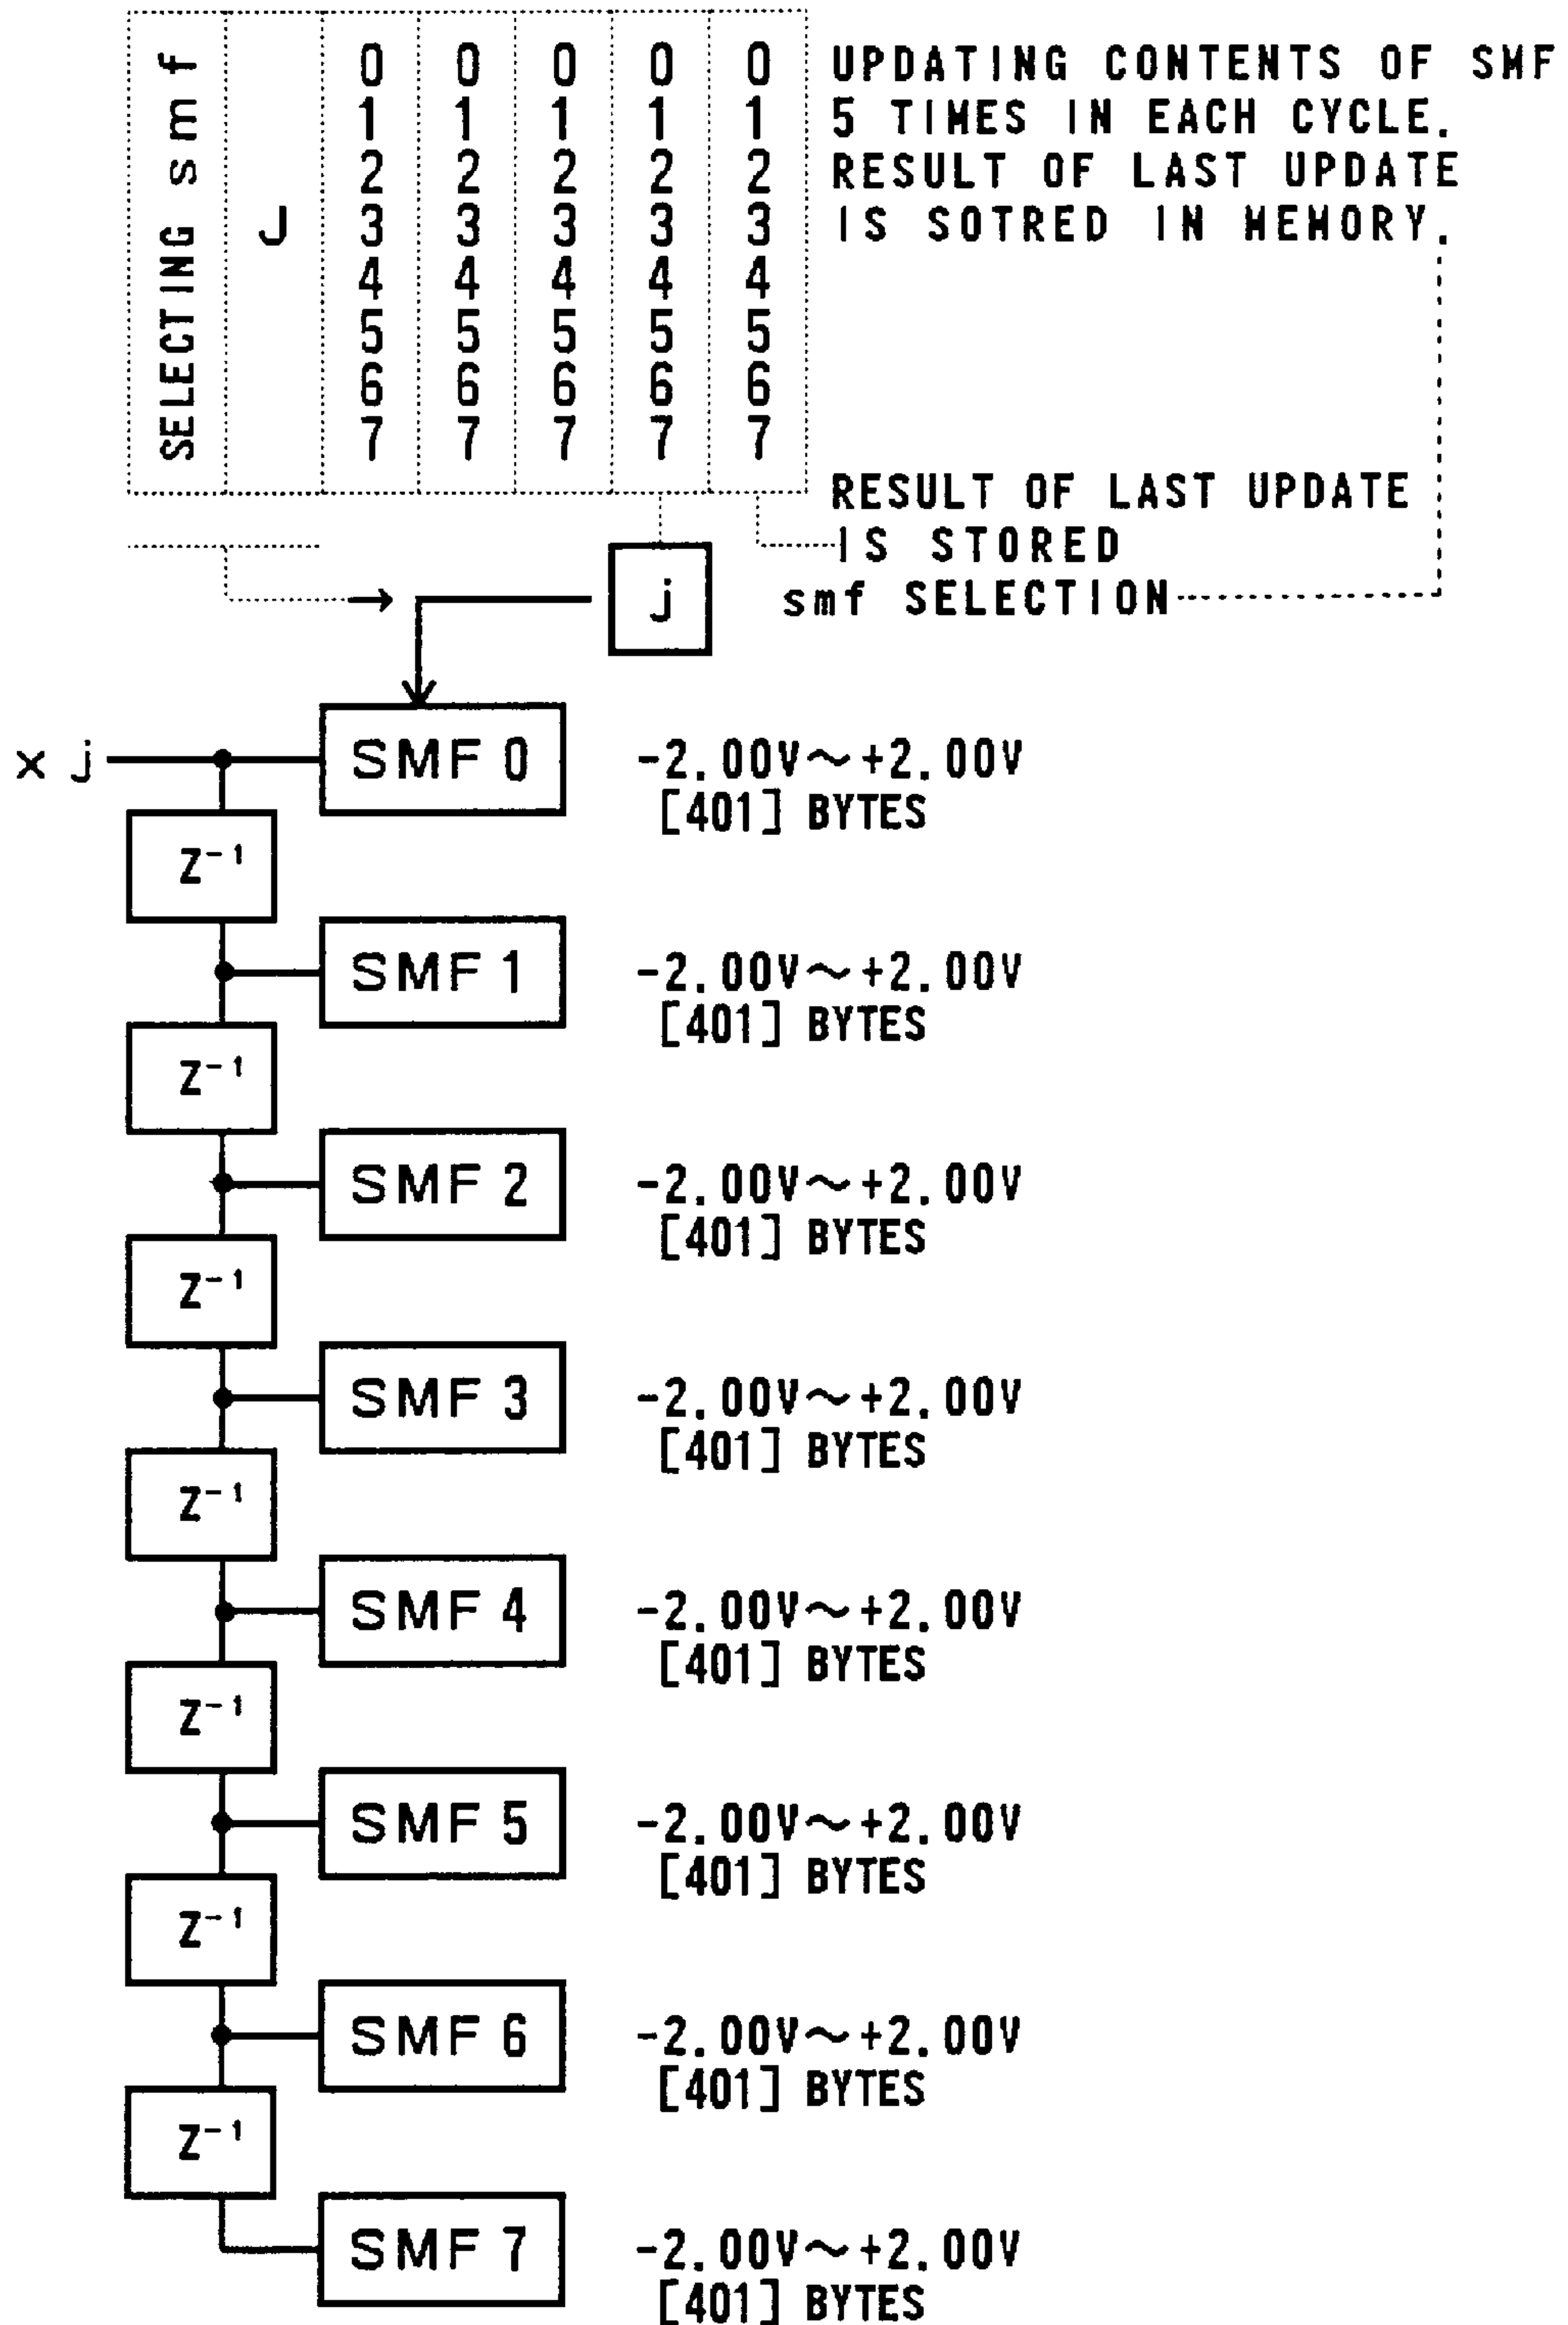 SELECTING smf
J
0 0 0 0 0 UPDATING CONTENTS OF SMF
1 1 1 1 1 5 TIMES IN EACH CYCLE.
2 2 2 2 2 RESULT OF LAST UPDATE
3 3 3 3 3 IS SOTRED IN MEMORY.
4 4 4 4 4
5 5 5 5 5
6 6 6 6 6
7 7 7 7 7
RESULT OF LAST UPDATE
IS STORED
j smf SELECTION
x j SMF 0 -2.00V～+2.00V
[401] BYTES
Z⁻¹
SMF 1 -2.00V～+2.00V
[401] BYTES
Z⁻¹
SMF 2 -2.00V～+2.00V
[401] BYTES
Z⁻¹
SMF 3 -2.00V～+2.00V
[401] BYTES
Z⁻¹
SMF 4 -2.00V～+2.00V
[401] BYTES
Z⁻¹
SMF 5 -2.00V～+2.00V
[401] BYTES
Z⁻¹
SMF 6 -2.00V～+2.00V
[401] BYTES
Z⁻¹
SMF 7 -2.00V～+2.00V
[401] BYTES